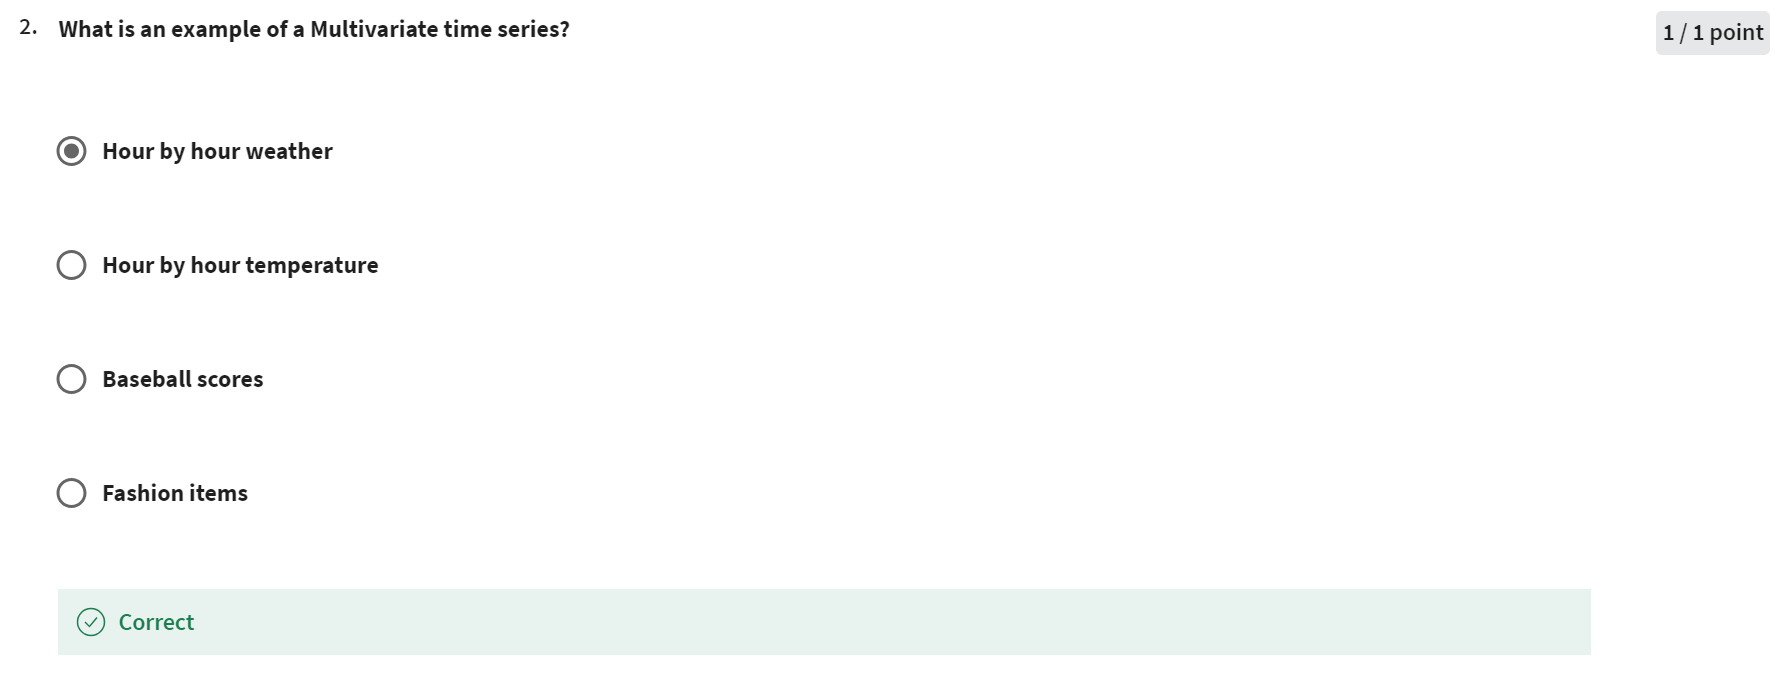 2. What is an example of a Multivariate time series?
1 / 1 point
Hour by hour weather
Hour by hour temperature
Baseball scores
Fashion items
Correct